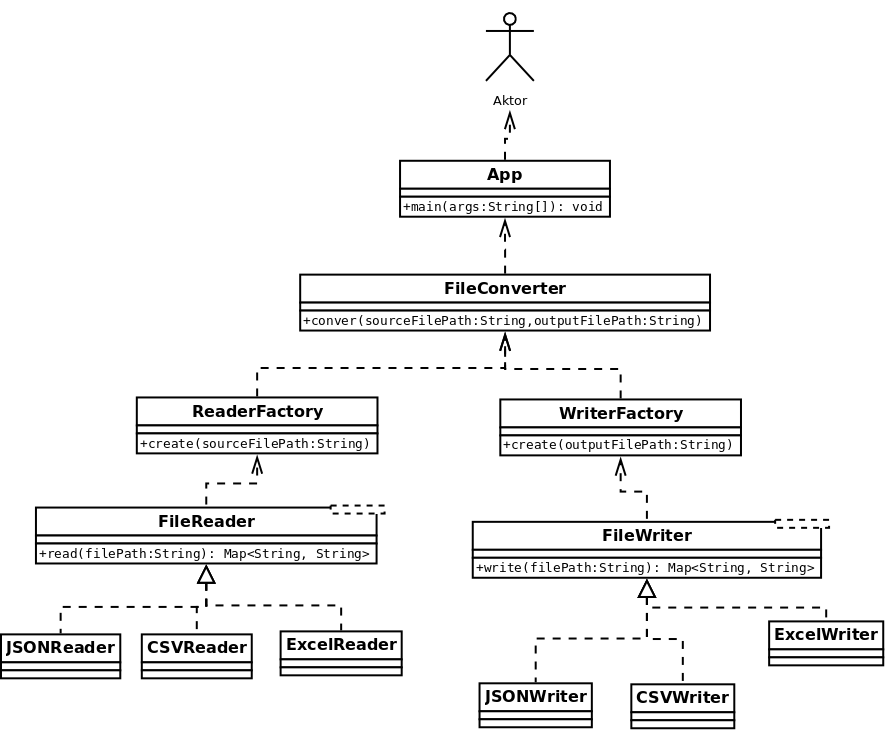 Aktor
App
+main(args:String[]): void
FileConverter
+conver(sourceFilePath:String,outputFilePath:String)
ReaderFactory
+create(sourceFilePath:String)
WriterFactory
+create(outputFilePath:String)
FileReader
+read(filePath:String): Map<String, String>
FileWriter
+write(filePath:String): Map<String, String>
JSONReader
CSVReader
ExcelReader
ExcelWriter
JSONWriter
CSVWriter